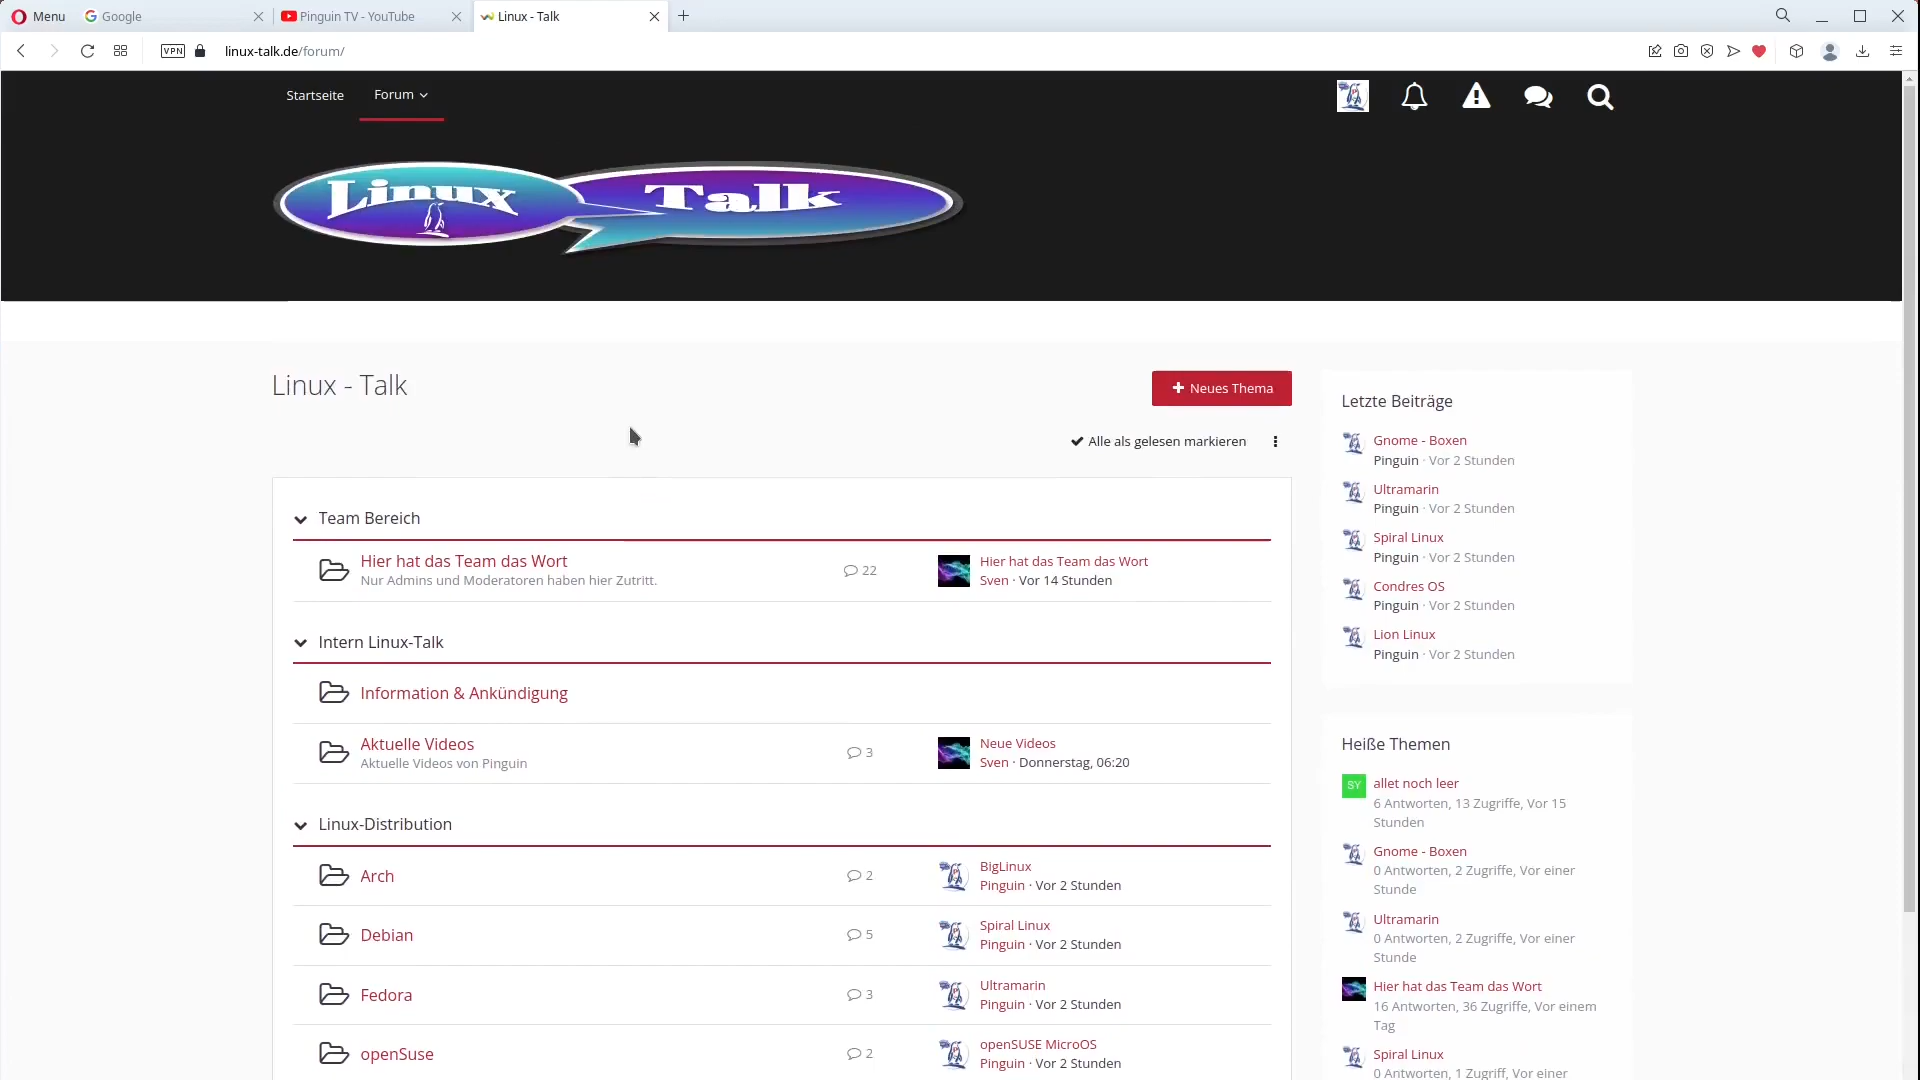 Menu
Google
Pinguin TV - YouTube
Linux - Talk
VPN
linux-talk.de/forum/
Startseite
Forum
Linux Talk
Linux - Talk
Neues Thema
Alle als gelesen markieren
Team Bereich
Hier hat das Team das Wort
Nur Admins und Moderatoren haben hier Zutritt.
22
Hier hat das Team das Wort
Sven · Vor 14 Stunden
Intern Linux-Talk
Information & Ankündigung
Aktuelle Videos
Aktuelle Videos von Pinguin
3
Neue Videos
Sven · Donnerstag, 06:20
Linux-Distribution
Arch
2
BigLinux
Pinguin · Vor 2 Stunden
Debian
5
Spiral Linux
Pinguin · Vor 2 Stunden
Fedora
3
Ultramarin
Pinguin · Vor 2 Stunden
openSuse
2
openSUSE MicroOS
Pinguin · Vor 2 Stunden
Letzte Beiträge
Gnome - Boxen
Pinguin · Vor 2 Stunden
Ultramarin
Pinguin · Vor 2 Stunden
Spiral Linux
Pinguin · Vor 2 Stunden
Condres OS
Pinguin · Vor 2 Stunden
Lion Linux
Pinguin · Vor 2 Stunden
Heiße Themen
SY
allet noch leer
6 Antworten, 13 Zugriffe, Vor 15
Stunden
Gnome - Boxen
0 Antworten, 2 Zugriffe, Vor einer
Stunde
Ultramarin
0 Antworten, 2 Zugriffe, Vor einer
Stunde
Hier hat das Team das Wort
16 Antworten, 36 Zugriffe, Vor einem
Tag
Spiral Linux
0 Antworten, 1 Zugriff, Vor einer